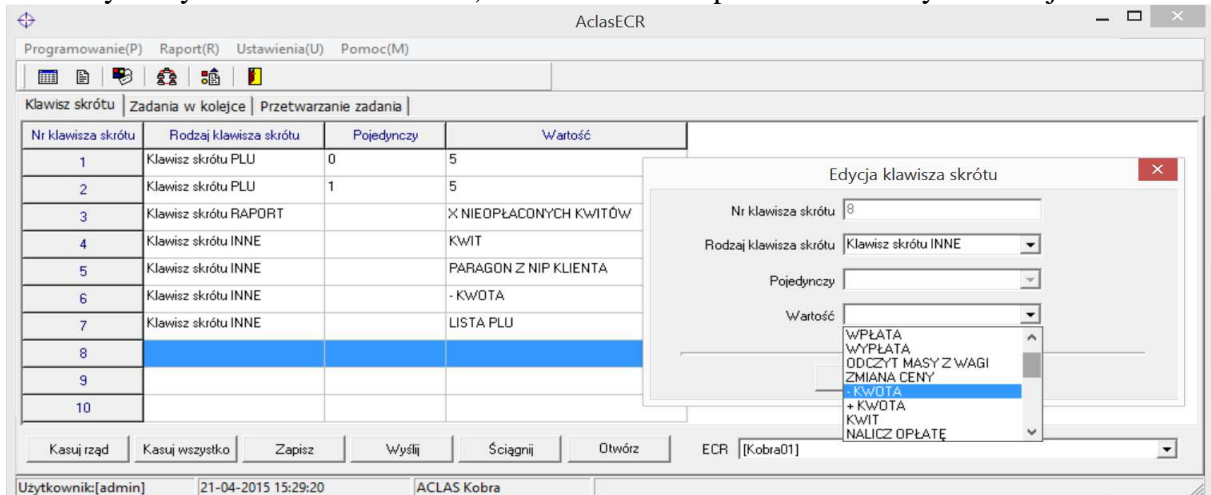 AclasECR
Programowanie(P) Raport(R) Ustawienia(U) Pomoc(M)
Klawisz skrótu Zadania w kolejce Przetwarzanie zadania
Nr klawisza skrótu Rodzaj klawisza skrótu Pojedynczy Wartość
1 Klawisz skrótu PLU 0 5
2 Klawisz skrótu PLU 1 5
3 Klawisz skrótu RAPORT X NIEOPŁACONYCH KWITÓW
4 Klawisz skrótu INNE KWIT
5 Klawisz skrótu INNE PARAGON Z NIP KLIENTA
6 Klawisz skrótu INNE - KWOTA
7 Klawisz skrótu INNE LISTA PLU
8
9
10
Edycja klawisza skrótu
Nr klawisza skrótu 8
Rodzaj klawisza skrótu Klawisz skrótu INNE
Pojedynczy
Wartość
WPŁATA
WYPŁATA
ODCZYT MASY Z WAGI
ZMIANA CENY
- KWOTA
+ KWOTA
KWIT
NALICZ OPŁATĘ
Kasuj rząd Kasuj wszystko Zapisz Wyślij Ściągnij Otwórz ECR [Kobra01]
Użytkownik:[admin] 21-04-2015 15:29:20 ACLAS Kobra